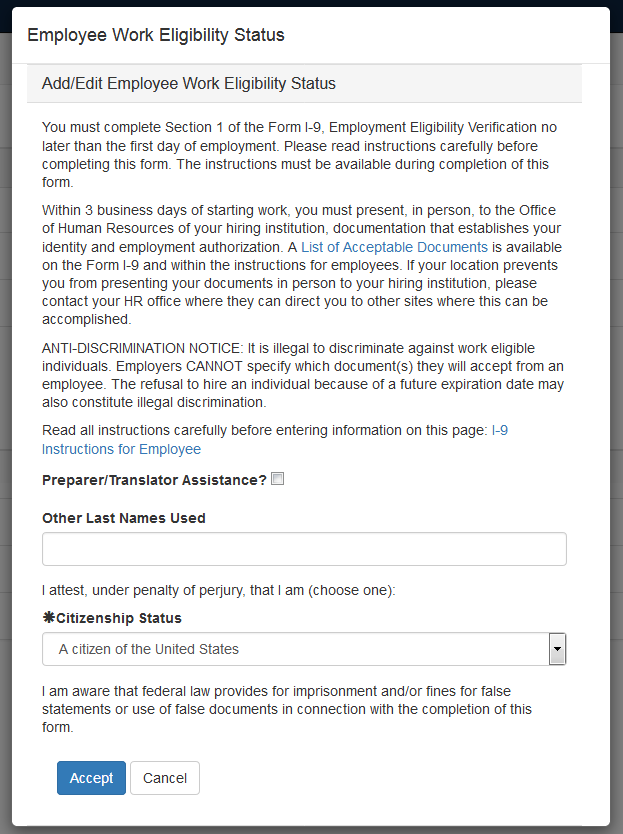 Employee Work Eligibility Status
Add/Edit Employee Work Eligibility Status
You must complete Section 1 of the Form I-9, Employment Eligibility Verification no
later than the first day of employment. Please read instructions carefully before
completing this form. The instructions must be available during completion of this
form.
Within 3 business days of starting work, you must present, in person, to the Office
of Human Resources of your hiring institution, documentation that establishes your
identity and employment authorization. A List of Acceptable Documents is available
on the Form I-9 and within the instructions for employees. If your location prevents
you from presenting your documents in person to your hiring institution, please
contact your HR office where they can direct you to other sites where this can be
accomplished.
ANTI-DISCRIMINATION NOTICE: It is illegal to discriminate against work eligible
individuals. Employers CANNOT specify which document(s) they will accept from an
employee. The refusal to hire an individual because of a future expiration date may
also constitute illegal discrimination.
Read all instructions carefully before entering information on this page: I-9
Instructions for Employee
Preparer/Translator Assistance?
Other Last Names Used
I attest, under penalty of perjury, that I am (choose one):
✱Citizenship Status
A citizen of the United States
I am aware that federal law provides for imprisonment and/or fines for false
statements or use of false documents in connection with the completion of this
form.
Accept Cancel